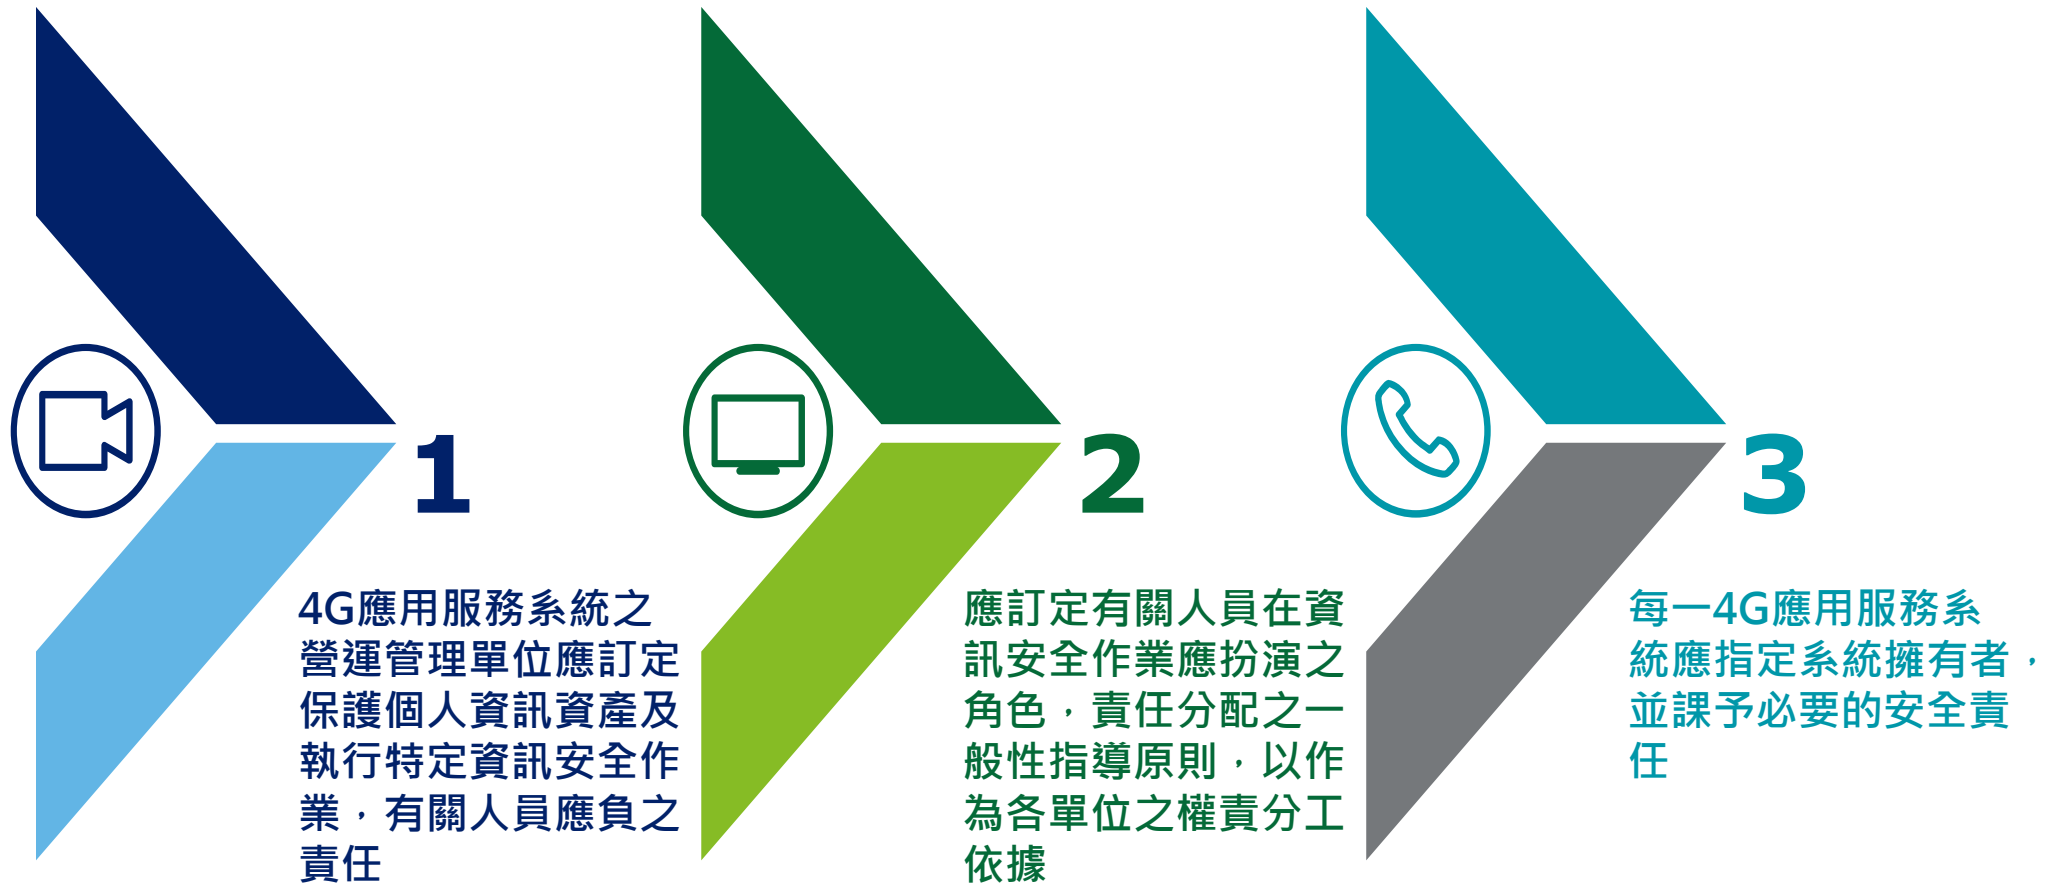 1
4G應用服務系統之
營運管理單位應訂定
保護個人資訊資產及
執行特定資訊安全作
業，有關人員應負之
責任
2
應訂定有關人員在資
訊安全作業應扮演之
角色，責任分配之一
般性指導原則，以作
為各單位之權責分工
依據
3
每一4G應用服務系
統應指定系統擁有者，
並課予必要的安全責
任